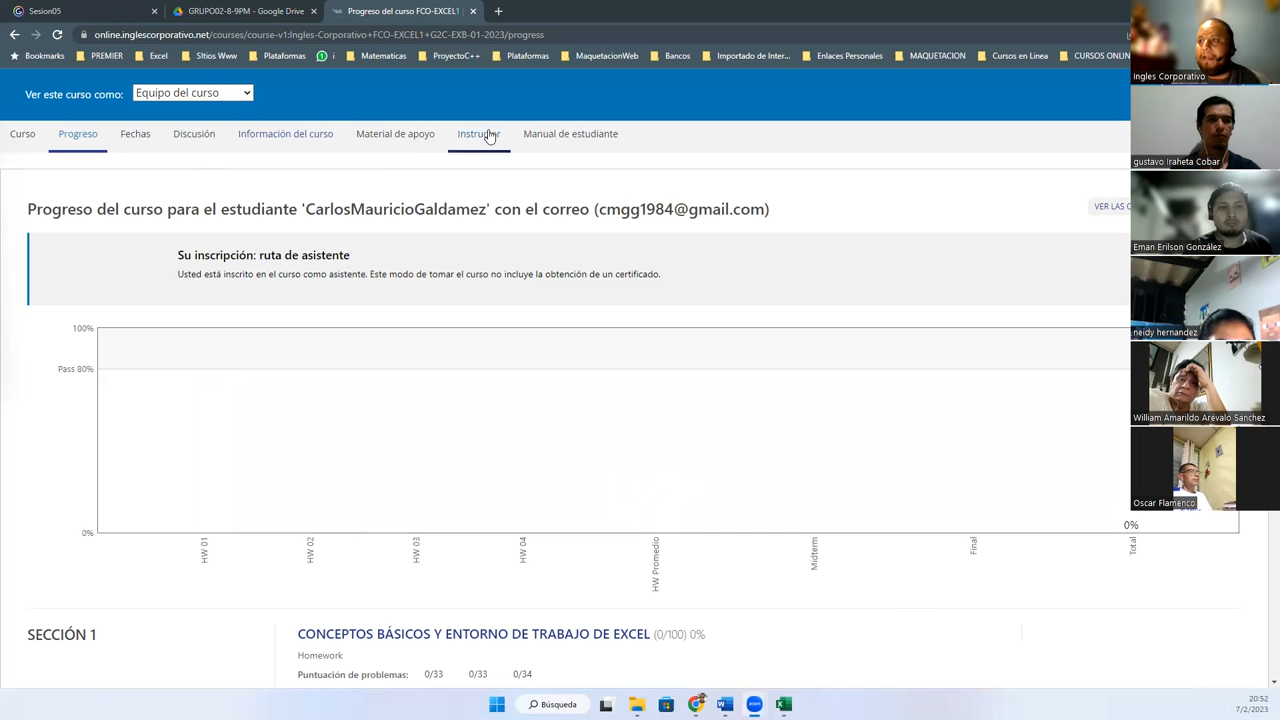 Sesion05
GRUPO02-8-9PM - Google Drive
Progreso del curso FCO-EXCEL1
online.inglescorporativo.net/courses/course-v1:Ingles-Corporativo+FCO-EXCEL1+G2C-EXB-01-2023/progress
Bookmarks PREMIER Excel SItios Www Plataformas i Matematicas ProyectoC++ Plataformas MaquetacionWeb Bancos Importado de Inter... Enlaces Personales MAQUETACION Cursos en Linea CURSOS ONLIN
Ver este curso como: Equipo del curso
Curso Progreso Fechas Discusión Información del curso Material de apoyo Instructor Manual de estudiante
Progreso del curso para el estudiante 'CarlosMauricioGaldamez' con el correo (cmgg1984@gmail.com)
VER LAS C
Su inscripción: ruta de asistente
Usted está inscrito en el curso como asistente. Este modo de tomar el curso no incluye la obtención de un certificado.
100%
Pass 80%
0%
0%
HW 01
HW 02
HW 03
HW 04
HW Promedio
Midterm
Final
Total
SECCIÓN 1
CONCEPTOS BÁSICOS Y ENTORNO DE TRABAJO DE EXCEL (0/100) 0%
Homework
Puntuación de problemas: 0/33 0/33 0/34
Ingles Corporativo
gustavo Iraheta Cobar
Eman Erilson González
neidy hernandez
William Amarildo Arévalo Sánchez
Oscar Flamenco
Búsqueda
zoom
20:52
7/2/2023